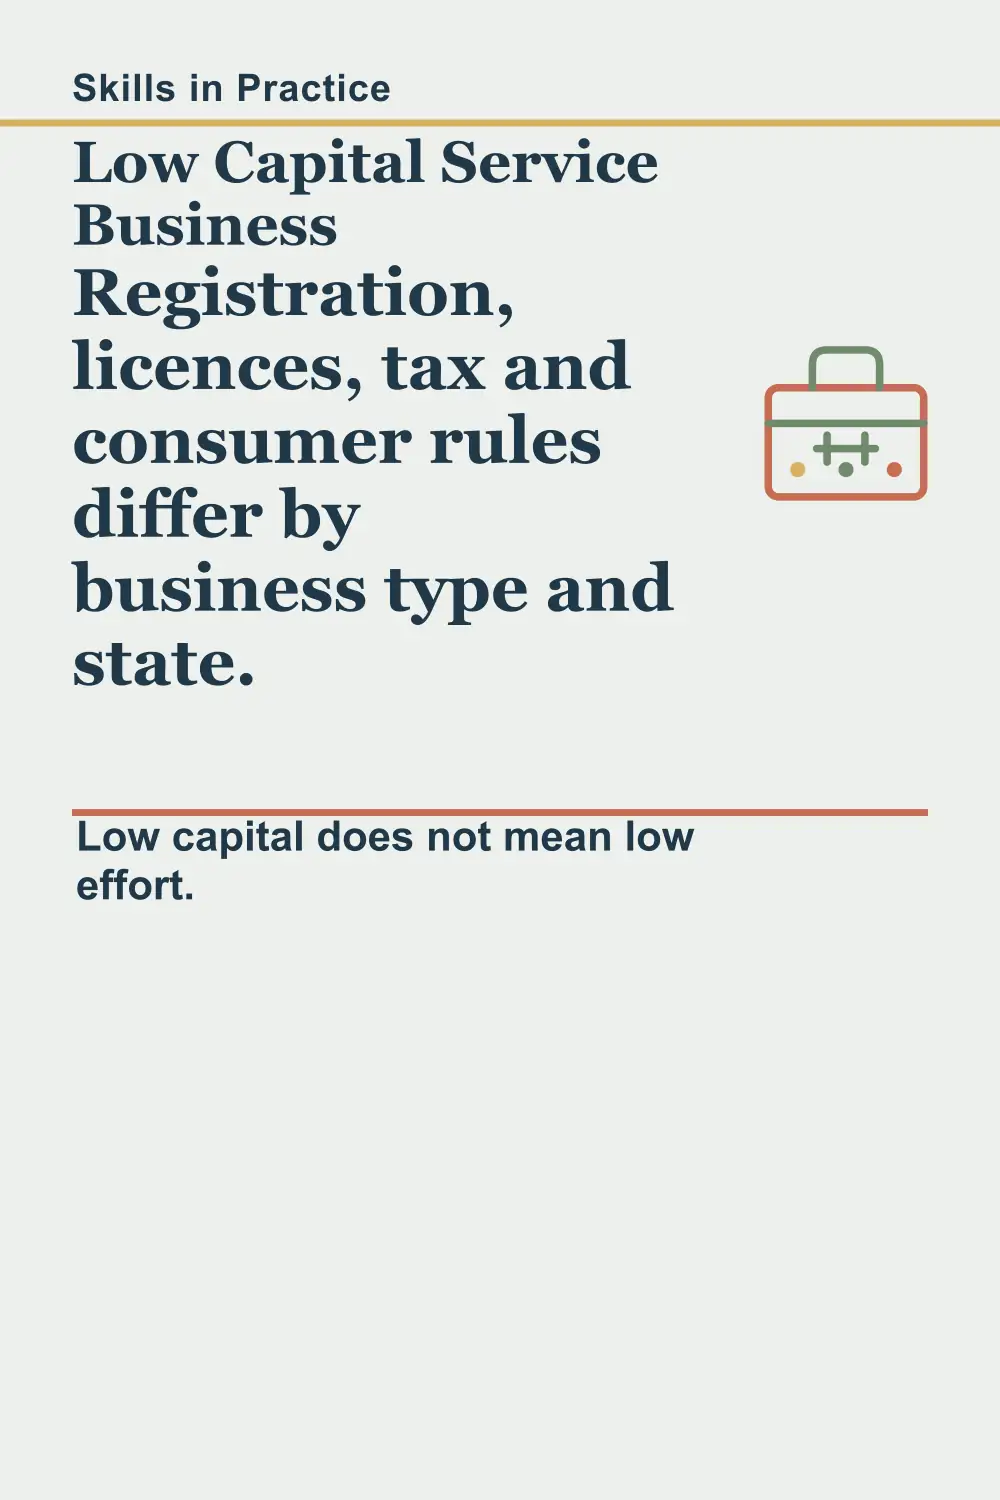 Skills in Practice
Low Capital Service
Business
Registration,
licences, tax and
consumer rules
differ by
business type and
state.
Low capital does not mean low
effort.